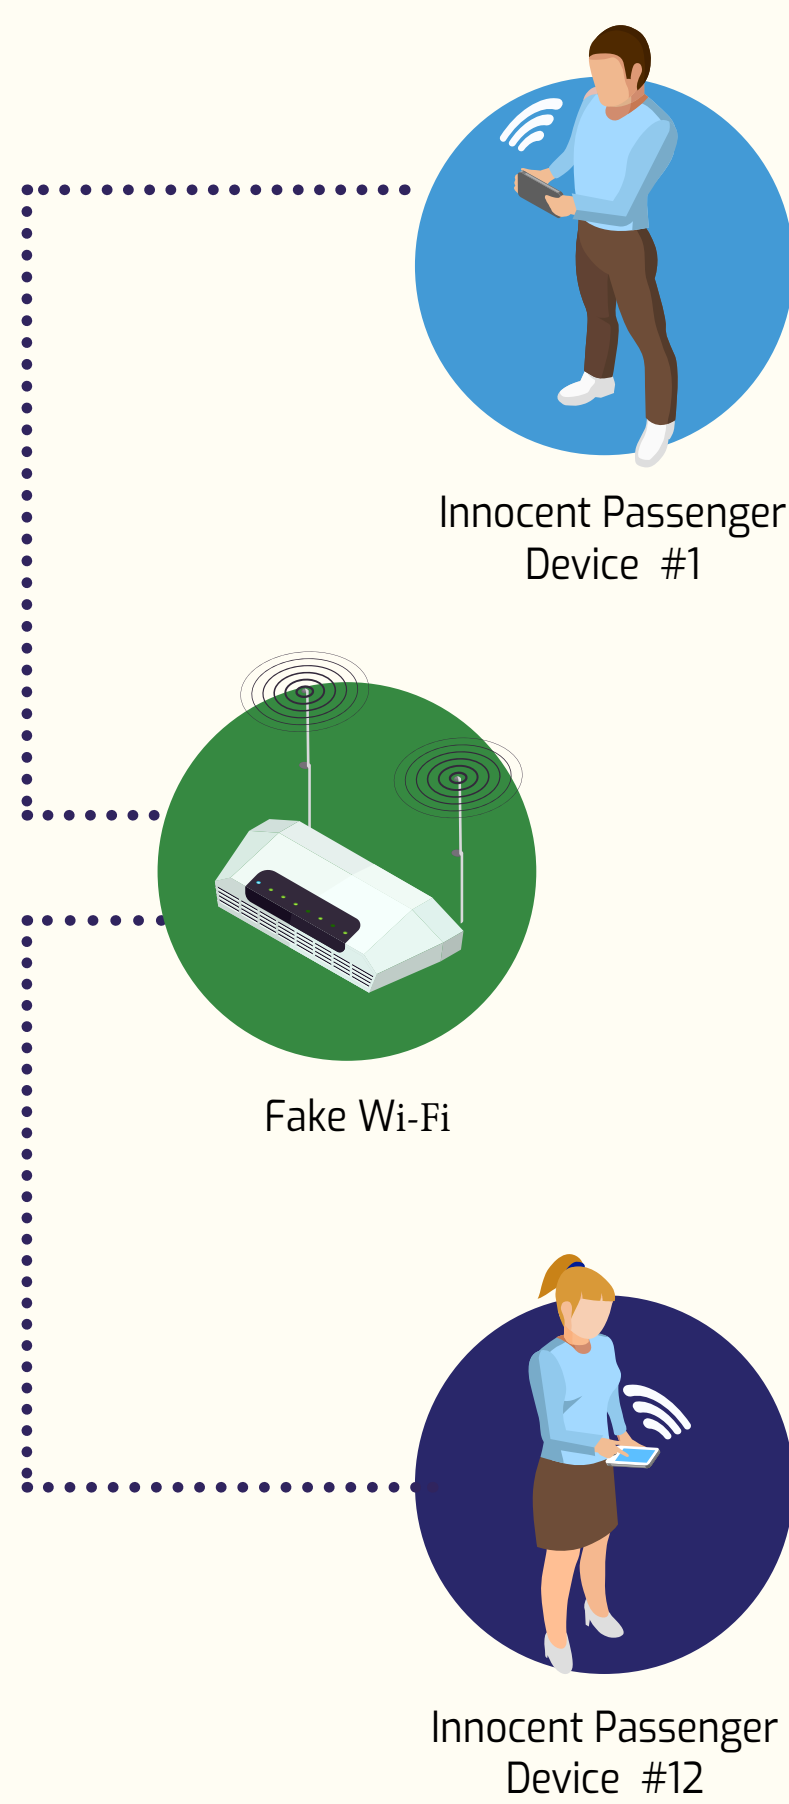 Innocent Passenger
Device #1
Fake Wi-Fi
Innocent Passenger
Device #12